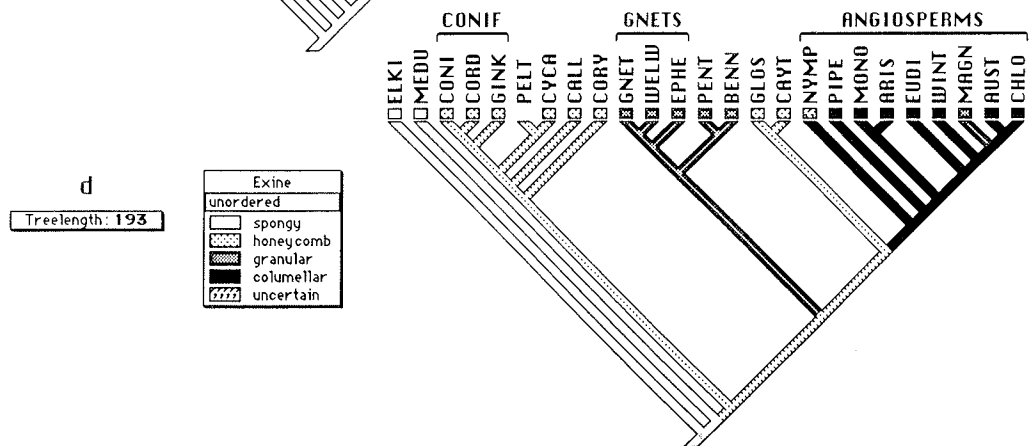 CONIF GNETS ANGIOSPERMS
ELKI MEDU CONI CORD GINK PELT CYCA CALL CORY GNET WELW EPHE PENT BENN GLOS CAYT NYMP PIPE MONO ARIS EUDI WINT MAGN AUST CHLO
d
Treelength: 193
Exine
unordered
spongy
honeycomb
granular
columellar
uncertain